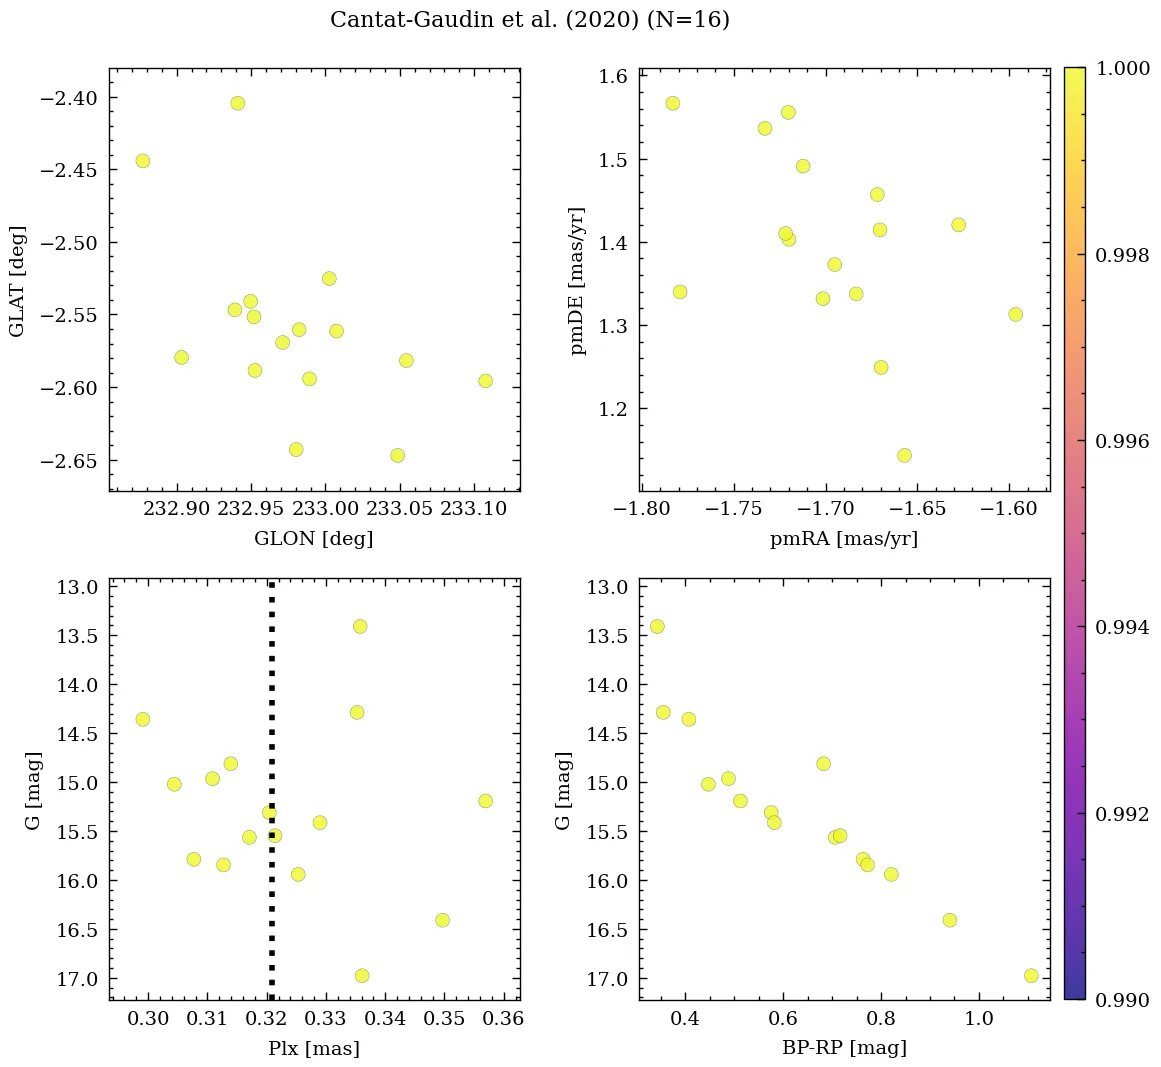 Cantat-Gaudin et al. (2020) (N=16)
−2.40
−2.45
−2.50
−2.55
−2.60
−2.65
GLAT [deg]
232.90 232.95 233.00 233.05 233.10
GLON [deg]
1.6
1.5
1.4
1.3
1.2
pmDE [mas/yr]
−1.80 −1.75 −1.70 −1.65 −1.60
pmRA [mas/yr]
13.0
13.5
14.0
14.5
15.0
15.5
16.0
16.5
17.0
G [mag]
0.30 0.31 0.32 0.33 0.34 0.35 0.36
Plx [mas]
13.0
13.5
14.0
14.5
15.0
15.5
16.0
16.5
17.0
G [mag]
0.4 0.6 0.8 1.0
BP-RP [mag]
1.000
0.998
0.996
0.994
0.992
0.990